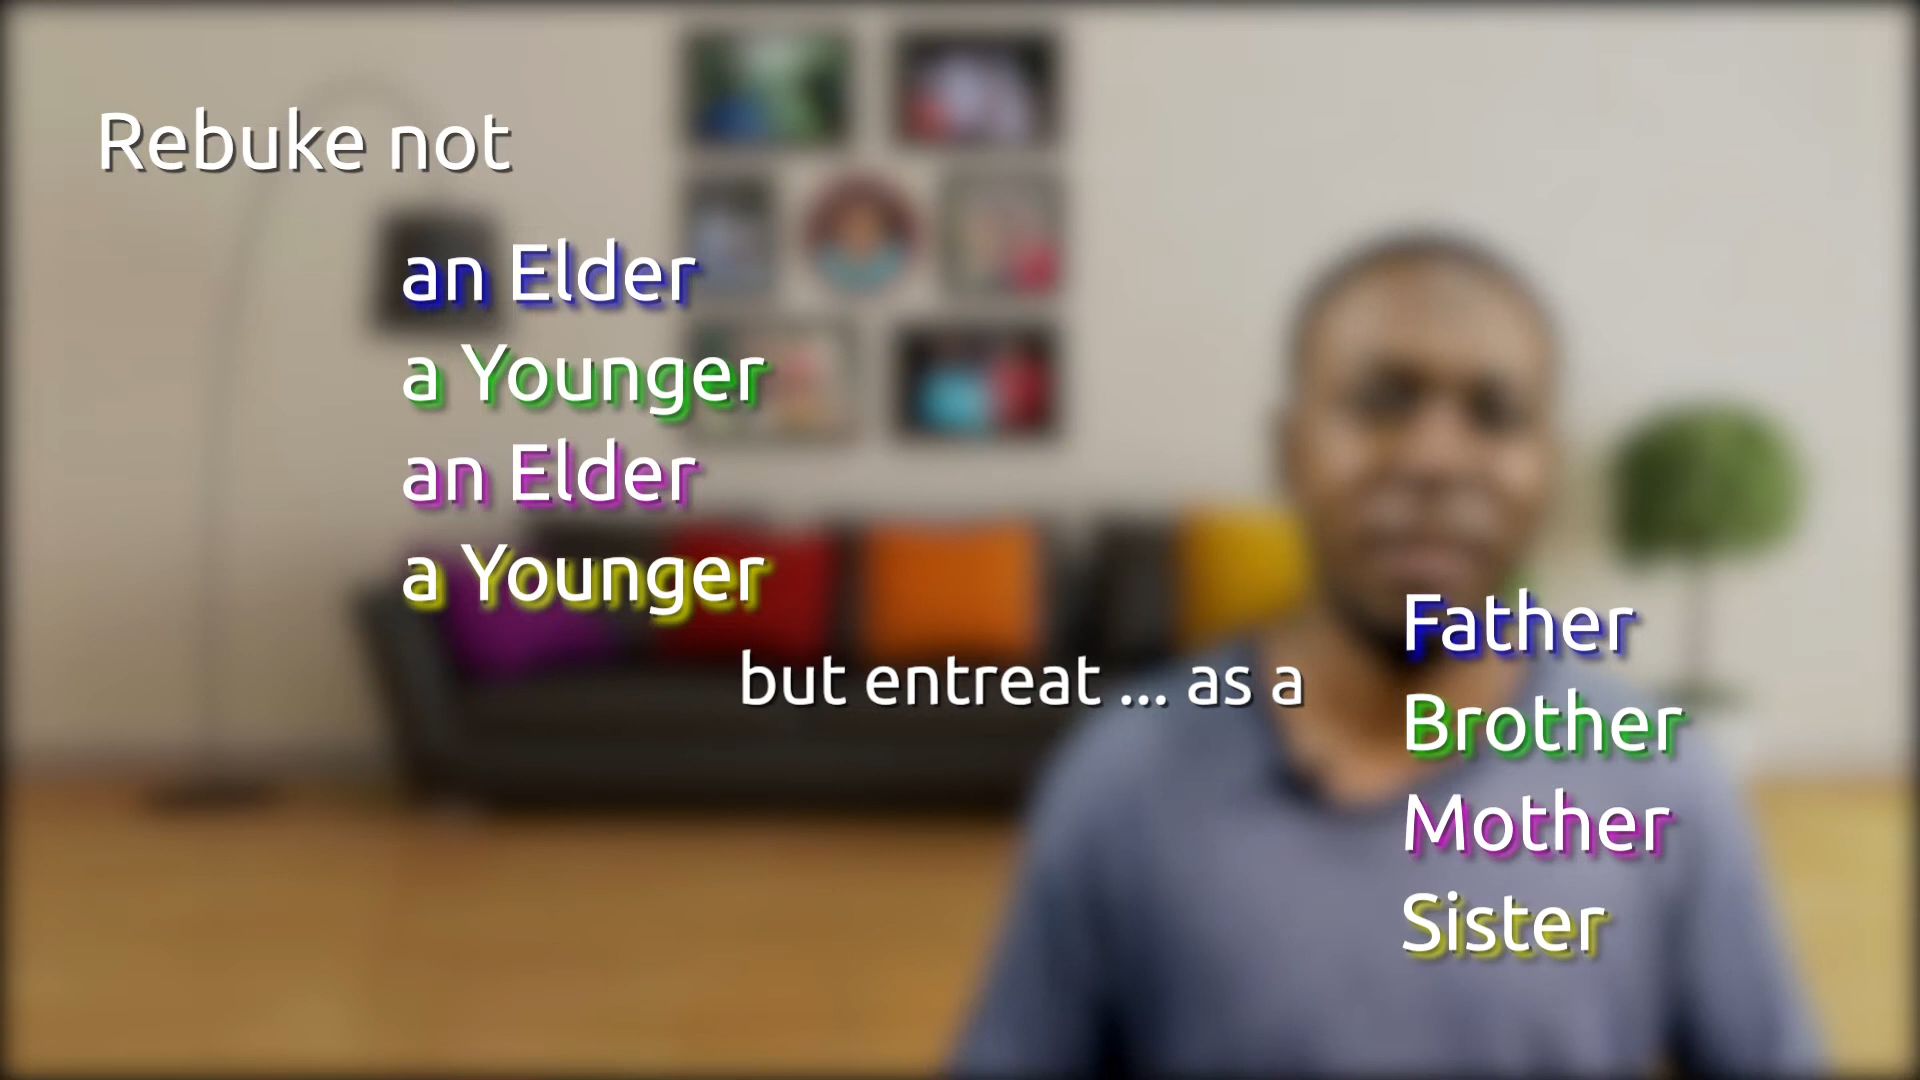 Rebuke not
an Elder
a Younger
an Elder
a Younger
but entreat ... as a
Father
Brother
Mother
Sister